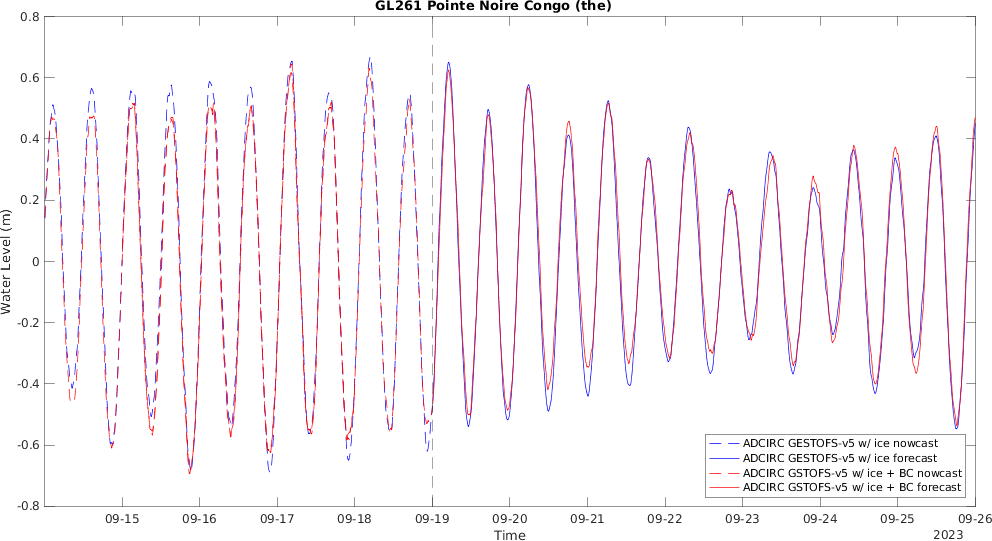 GL261 Pointe Noire Congo (the)
0.8
0.6
0.4
0.2
0
-0.2
-0.4
-0.6
-0.8
Water Level (m)
ADCIRC GESTOFS-v5 w/ ice nowcast
ADCIRC GESTOFS-v5 w/ ice forecast
ADCIRC GSTOFS-v5 w/ ice + BC nowcast
ADCIRC GSTOFS-v5 w/ ice + BC forecast
09-15 09-16 09-17 09-18 09-19 09-20 09-21 09-22 09-23 09-24 09-25 09-26
Time
2023